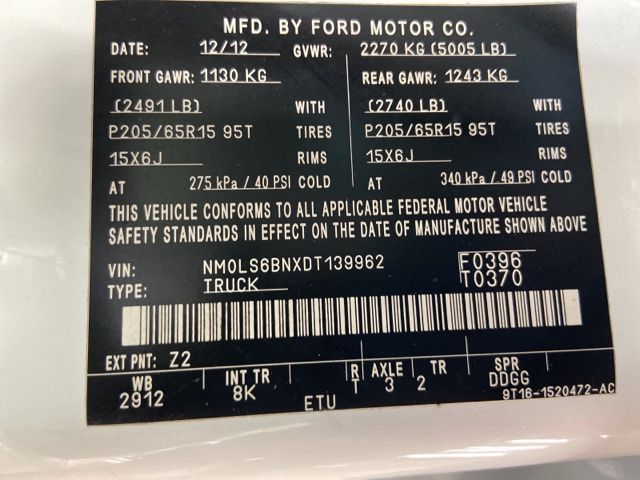 MFD. BY FORD MOTOR CO.
DATE: 12/12 GVWR: 2270 KG (5005 LB)
FRONT GAWR: 1130 KG REAR GAWR: 1243 KG
(2491 LB) WITH (2740 LB) WITH
P205/65R15 95T TIRES P205/65R15 95T TIRES
15X6J RIMS 15X6J RIMS
AT 275 kPa / 40 PSI COLD AT 340 kPa / 49 PSI COLD
THIS VEHICLE CONFORMS TO ALL APPLICABLE FEDERAL MOTOR VEHICLE
SAFETY STANDARDS IN EFFECT ON THE DATE OF MANUFACTURE SHOWN ABOVE
VIN: NM0LS6BNXDT139962 F0396
TYPE: TRUCK T0370
EXT PNT: Z2
WB INT TR R AXLE TR SPR
2912 8K T 3 2 DDGG
ETU 9T16-1520472-AC